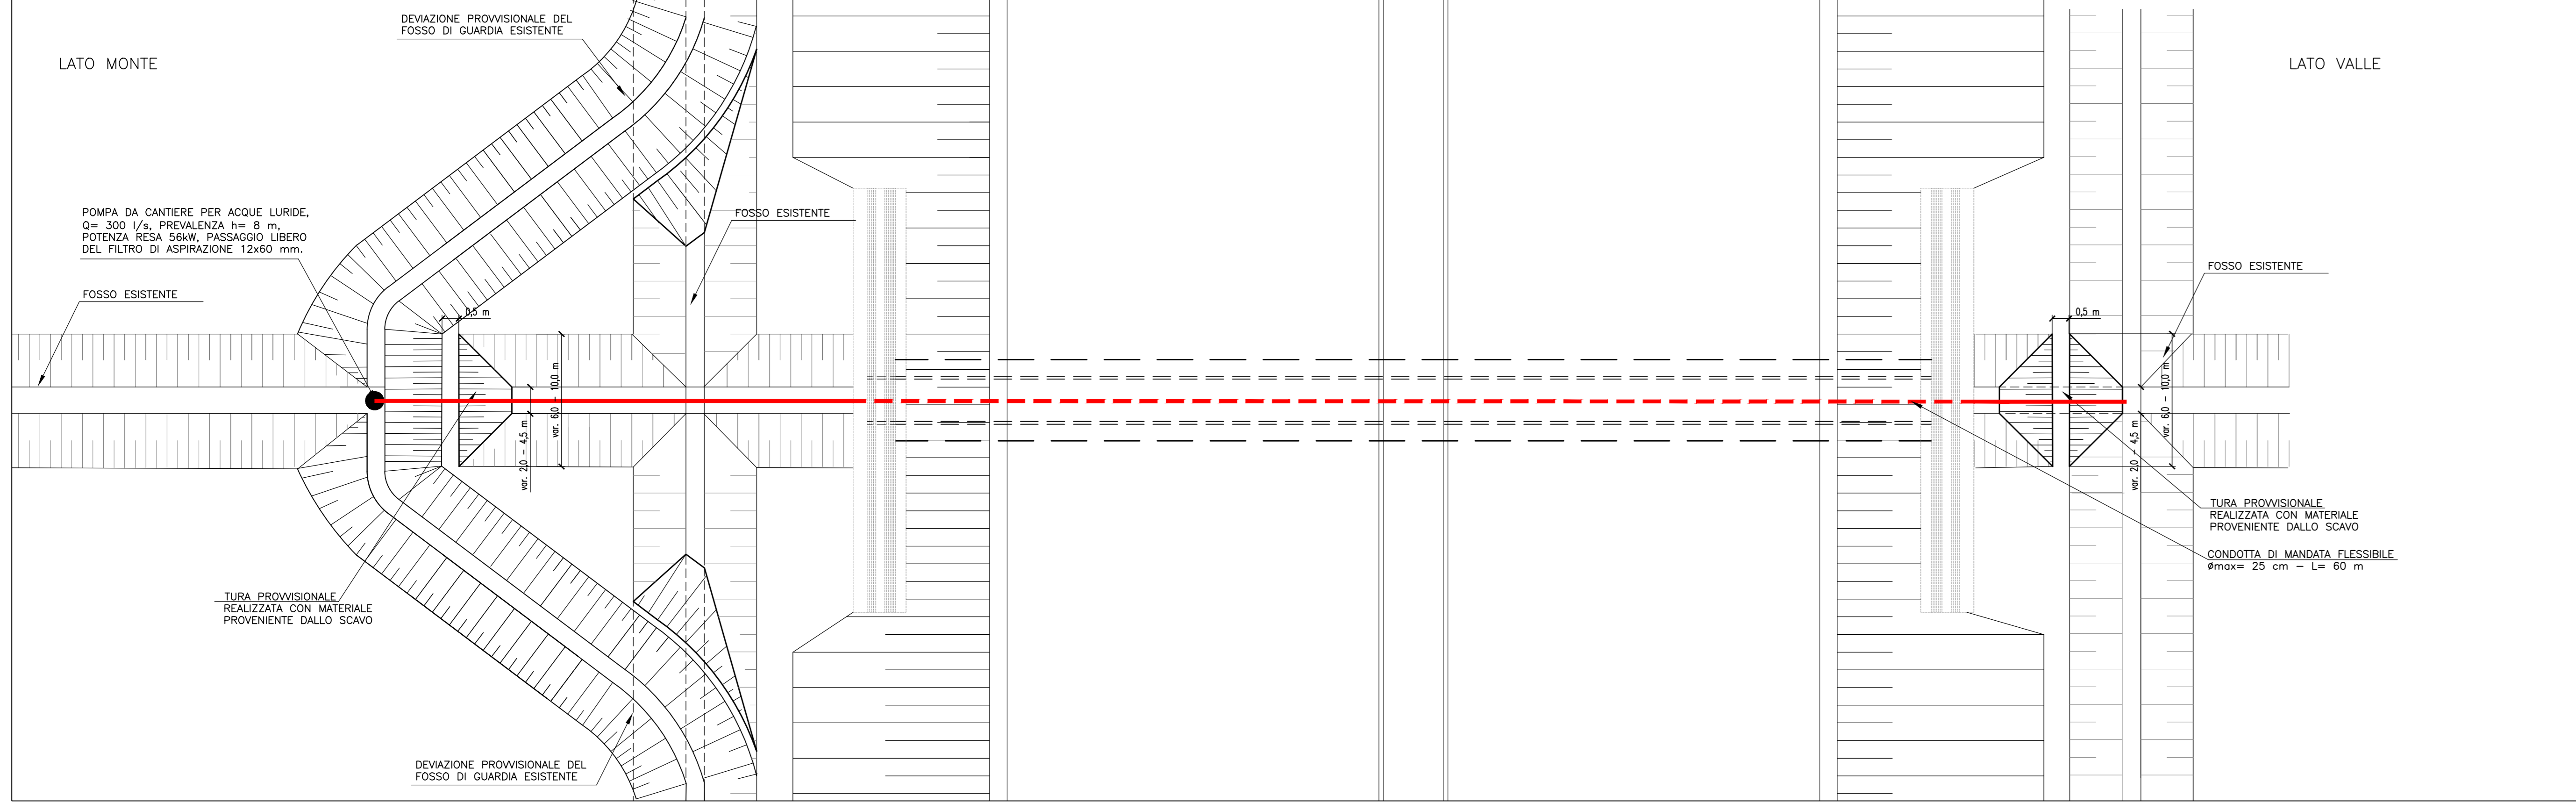 DEVIAZIONE PROVVISIONALE DEL
FOSSO DI GUARDIA ESISTENTE
LATO MONTE
LATO VALLE
POMPA DA CANTIERE PER ACQUE LURIDE,
Q= 300 l/s, PREVALENZA h= 8 m,
POTENZA RESA 56kW, PASSAGGIO LIBERO
DEL FILTRO DI ASPIRAZIONE 12x60 mm.
FOSSO ESISTENTE
FOSSO ESISTENTE
FOSSO ESISTENTE
0,5 m
0,5 m
var. 6,0 – 10,0 m
var. 2,0 – 4,5 m
var. 6,0 – 10,0 m
var. 2,0 – 4,5 m
TURA PROVVISIONALE
REALIZZATA CON MATERIALE
PROVENIENTE DALLO SCAVO
CONDOTTA DI MANDATA FLESSIBILE
ømax= 25 cm – L= 60 m
TURA PROVVISIONALE
REALIZZATA CON MATERIALE
PROVENIENTE DALLO SCAVO
DEVIAZIONE PROVVISIONALE DEL
FOSSO DI GUARDIA ESISTENTE